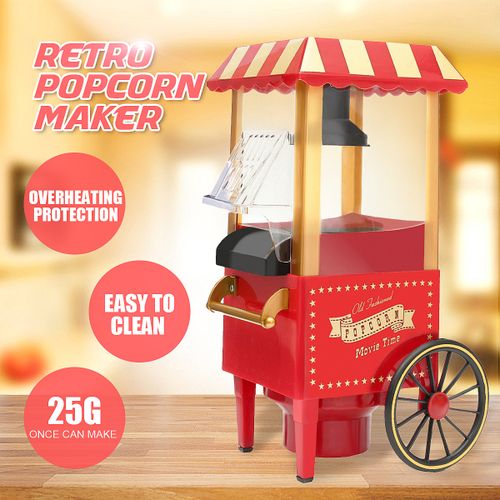 RETRO
POPCORN
MAKER
OVERHEATING
PROTECTION
EASY TO
CLEAN
25G
ONCE CAN MAKE
Old Fashioned
POPCORN
Movie Time